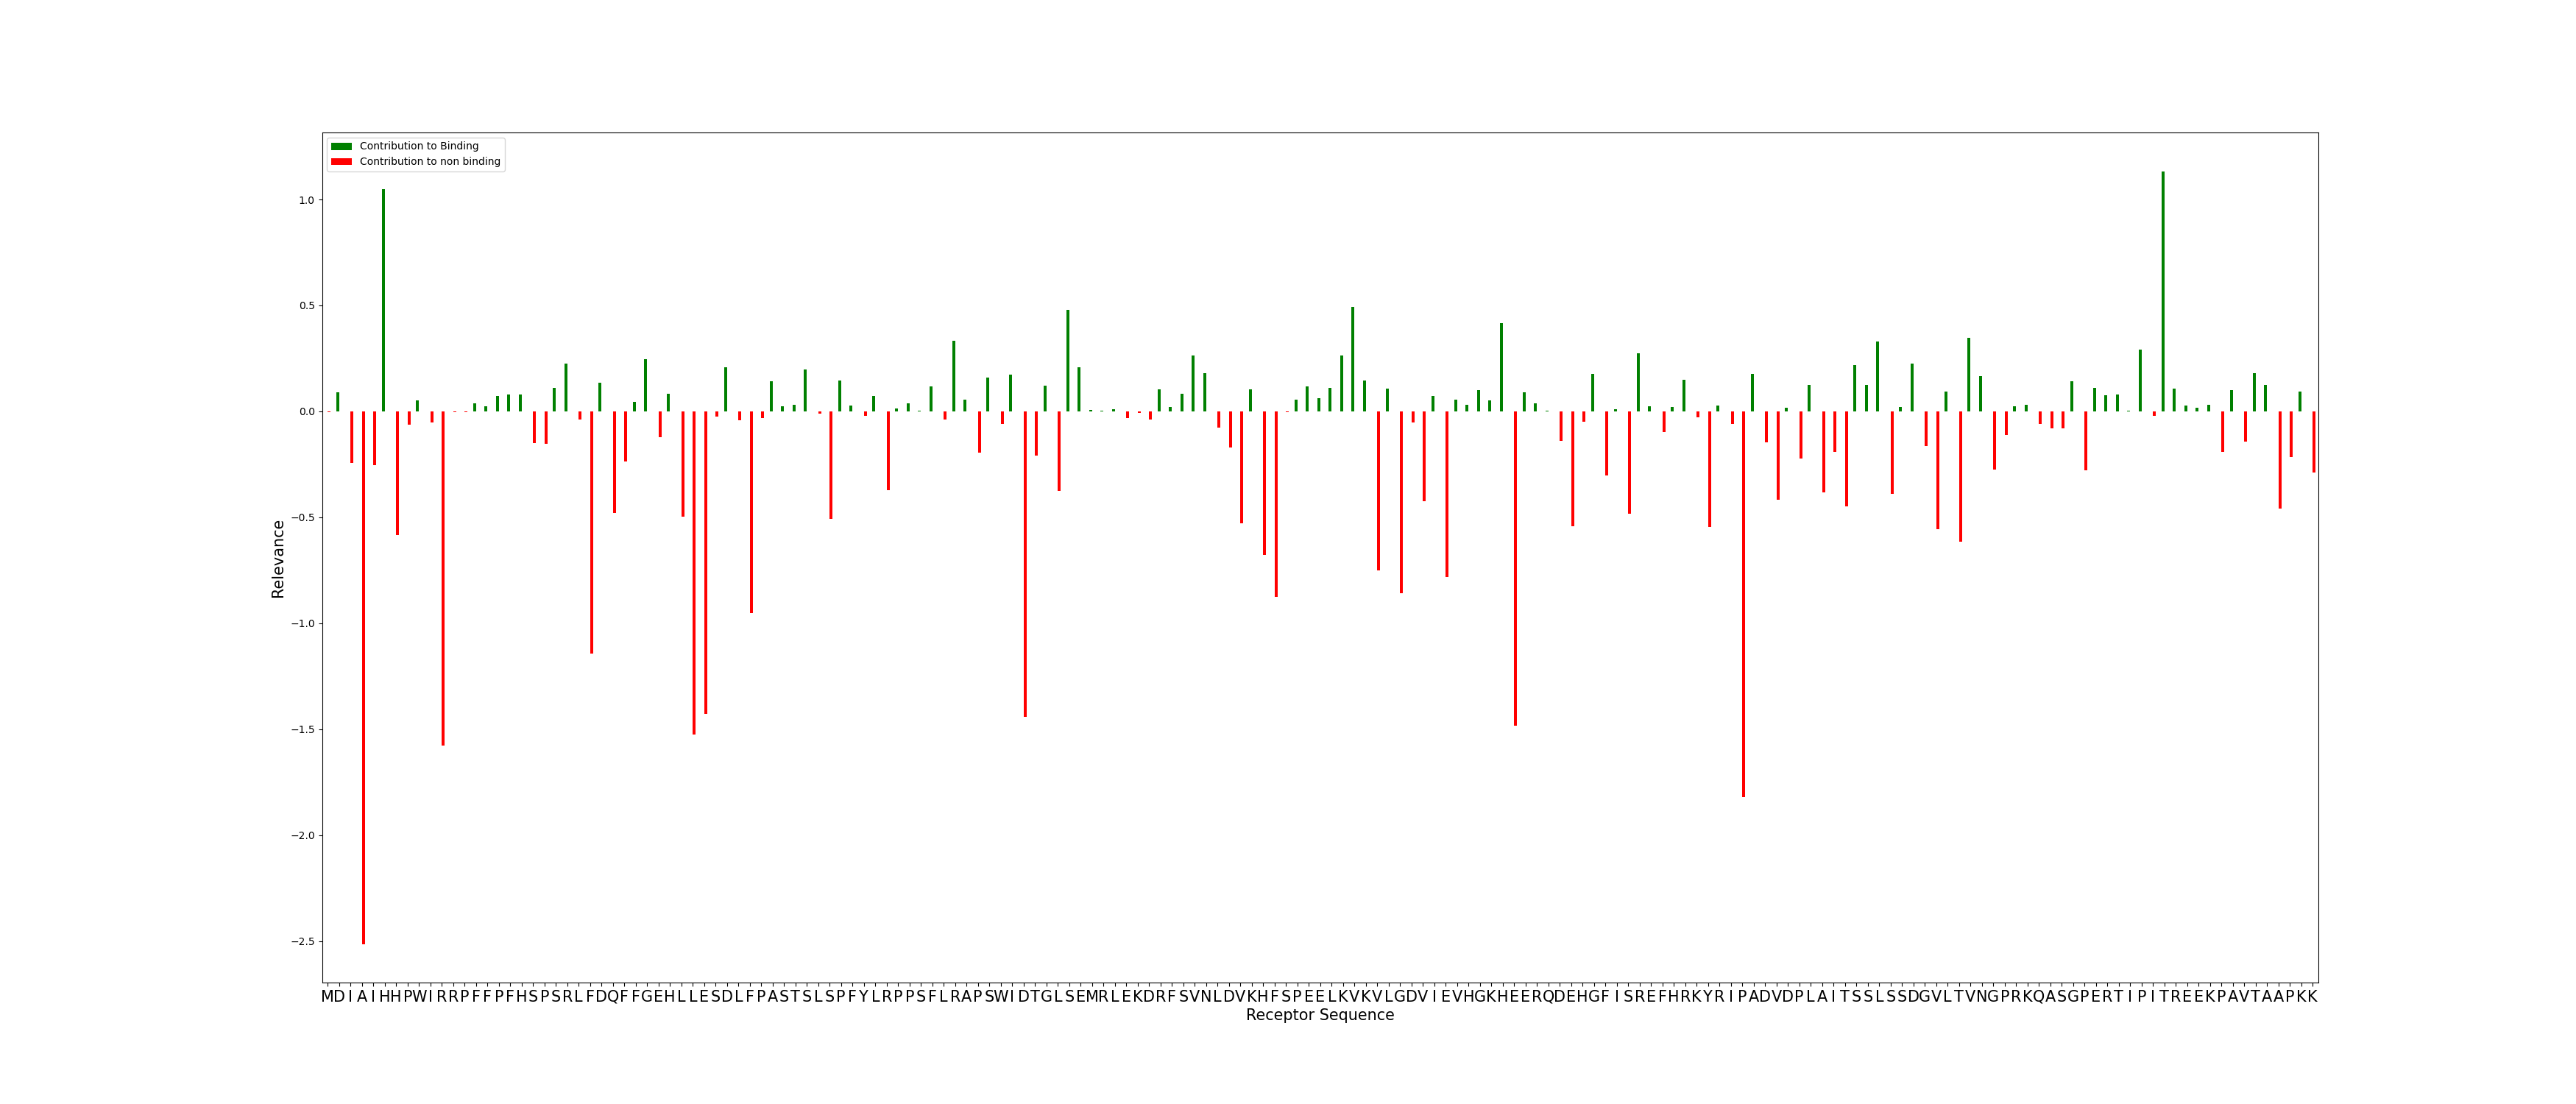 Contribution to Binding
Contribution to non binding
1.0
0.5
0.0
−0.5
−1.0
−1.5
−2.0
−2.5
Relevance
MDIAIHHPWIRRPFFPFHSPSRLFDQFFGEHLLESDLFPASTSLSPFYLRPPSFLRAPSWIDTGLSEMRLEKDRFSVNLDVKHFSPEELKVKVLGDVIEVHGKHEERQDEHGFISREFHRKYRIPADVDPLAITSSLSSDGVLTVNGPRKQASGPERTIPITREEKPAVTAAPKK
Receptor Sequence